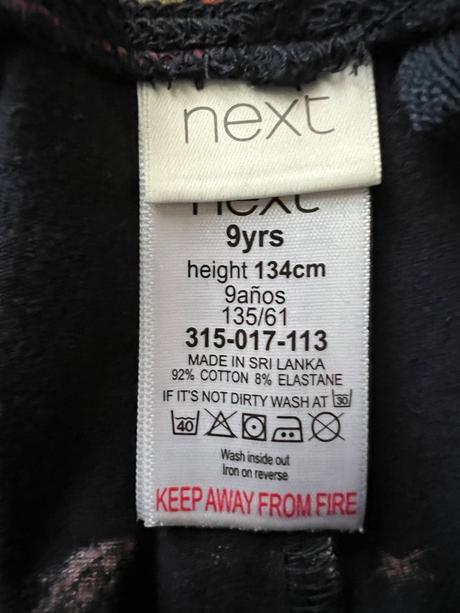 next
next
9yrs
height 134cm
9años
135/61
315-017-113
MADE IN SRI LANKA
92% COTTON 8% ELASTANE
IF IT'S NOT DIRTY WASH AT 30
40
Wash inside out
Iron on reverse
KEEP AWAY FROM FIRE